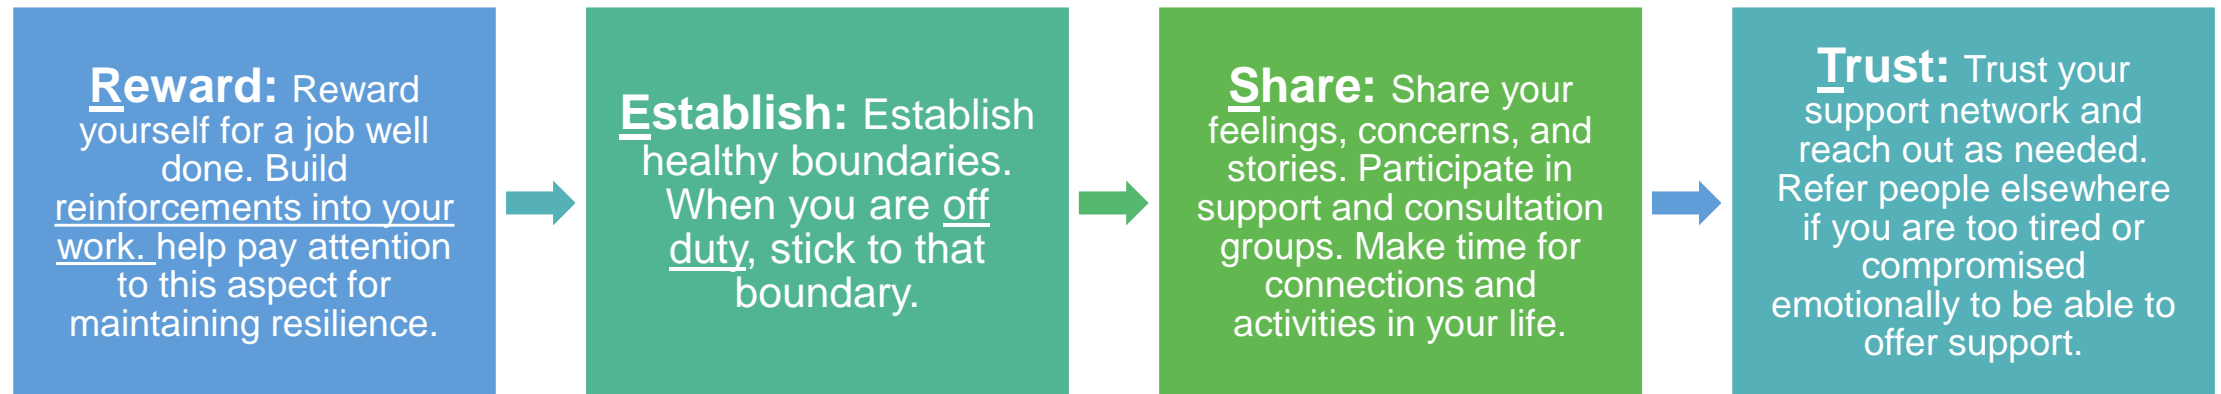 Reward: Reward
yourself for a job well
done. Build
reinforcements into your
work. help pay attention
to this aspect for
maintaining resilience.
Establish: Establish
healthy boundaries.
When you are off
duty, stick to that
boundary.
Share: Share your
feelings, concerns, and
stories. Participate in
support and consultation
groups. Make time for
connections and
activities in your life.
Trust: Trust your
support network and
reach out as needed.
Refer people elsewhere
if you are too tired or
compromised
emotionally to be able to
offer support.